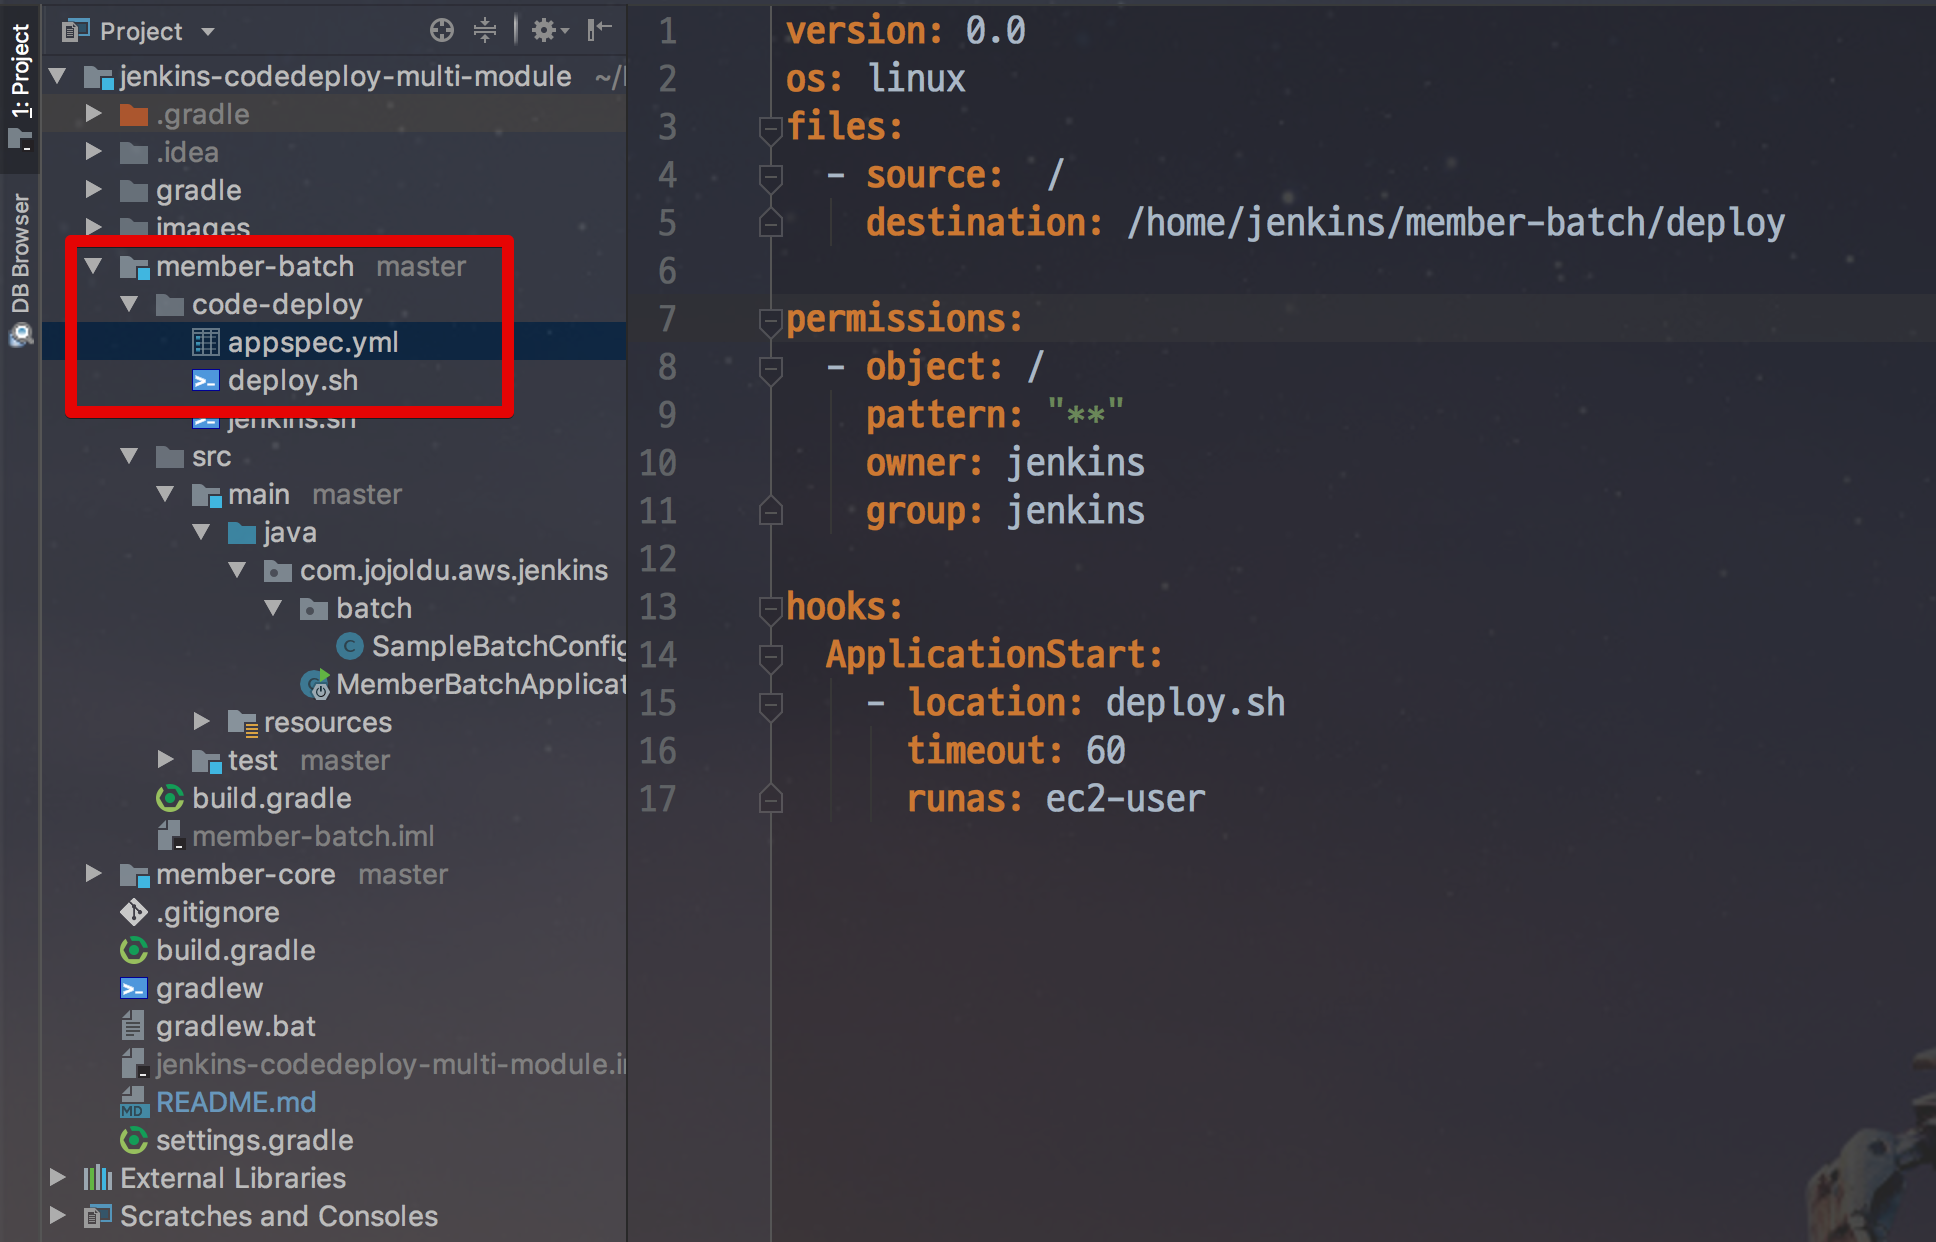 1: Project
DB Browser
Project
jenkins-codedeploy-multi-module ~/
.gradle
.idea
gradle
images
member-batch master
code-deploy
appspec.yml
deploy.sh
jenkins.sh
src
main master
java
com.jojoldu.aws.jenkins
batch
SampleBatchConfig
MemberBatchApplicat
resources
test master
build.gradle
member-batch.iml
member-core master
.gitignore
build.gradle
gradlew
gradlew.bat
jenkins-codedeploy-multi-module.i
README.md
settings.gradle
External Libraries
Scratches and Consoles
1 version: 0.0
2 os: linux
3 files:
4 - source:  /
5 destination: /home/jenkins/member-batch/deploy
6
7 permissions:
8 - object: /
9 pattern: "**"
10 owner: jenkins
11 group: jenkins
12
13 hooks:
14 ApplicationStart:
15 - location: deploy.sh
16 timeout: 60
17 runas: ec2-user